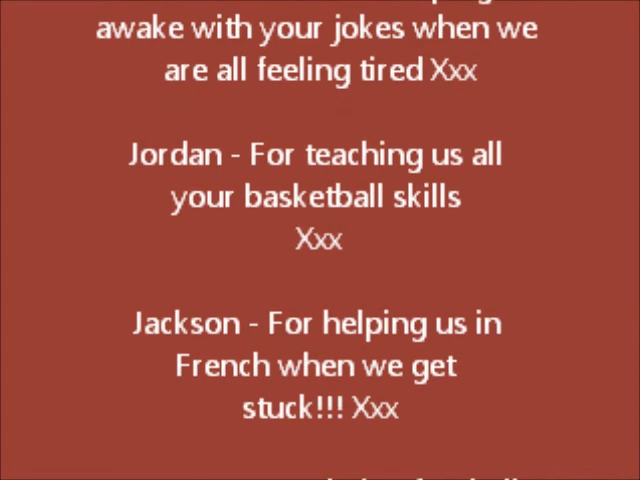 awake with your jokes when we
are all feeling tired Xxx
Jordan - For teaching us all
your basketball skills
Xxx
Jackson - For helping us in
French when we get
stuck!!! Xxx